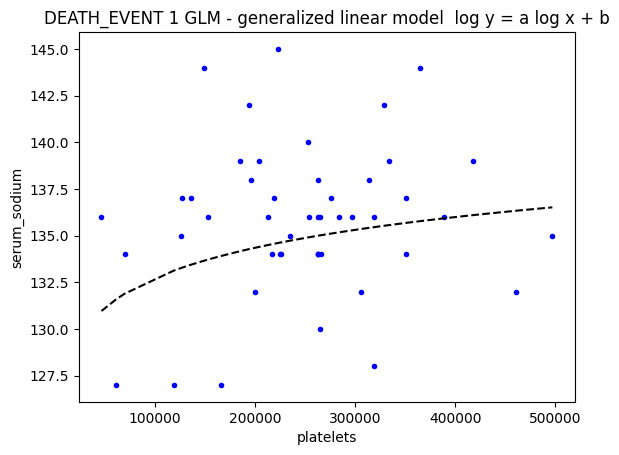 DEATH_EVENT 1 GLM - generalized linear model  log y = a log x + b
145.0
142.5
140.0
137.5
135.0
132.5
130.0
127.5
serum_sodium
100000 200000 300000 400000 500000
platelets